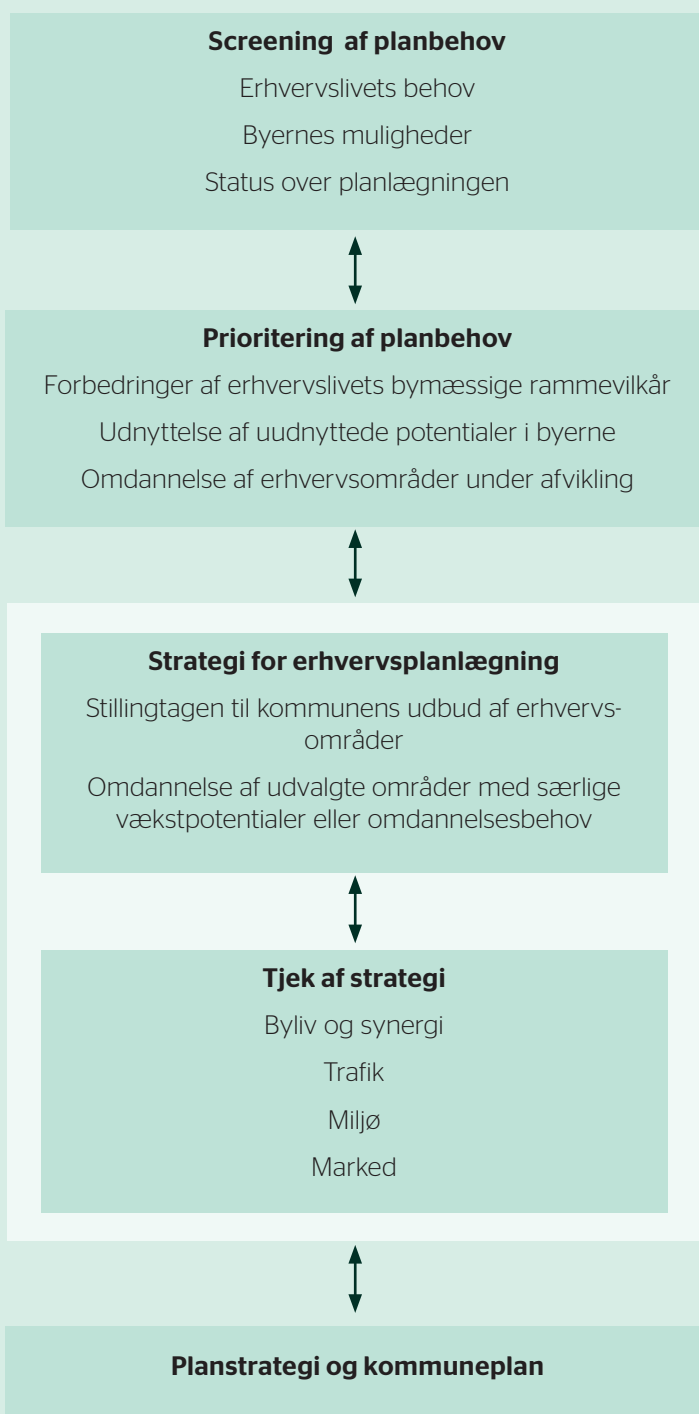 Screening af planbehov
Erhvervslivets behov
Byernes muligheder
Status over planlægningen
Prioritering af planbehov
Forbedringer af erhvervslivets bymæssige rammevilkår
Udnyttelse af uudnyttede potentialer i byerne
Omdannelse af erhvervsområder under afvikling
Strategi for erhvervsplanlægning
Stillingtagen til kommunens udbud af erhvervs-
områder
Omdannelse af udvalgte områder med særlige
vækstpotentialer eller omdannelsesbehov
Tjek af strategi
Byliv og synergi
Trafik
Miljø
Marked
Planstrategi og kommuneplan